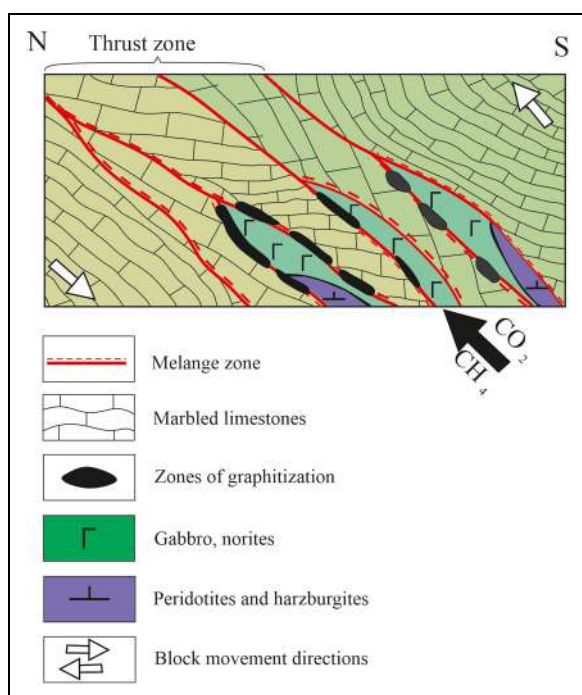 N
Thrust zone
S
CO2
CH4
Melange zone
Marbled limestones
Zones of graphitization
Gabbro, norites
Peridotites and harzburgites
Block movement directions